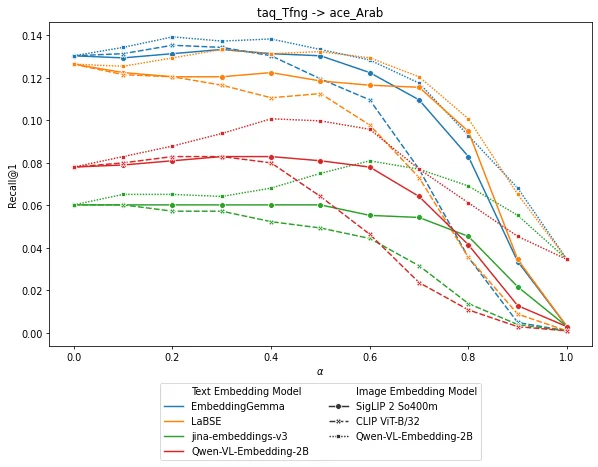 taq_Tfng -> ace_Arab
Recall@1
0.14
0.12
0.10
0.08
0.06
0.04
0.02
0.00
0.0 0.2 0.4 0.6 0.8 1.0
α
Text Embedding Model
EmbeddingGemma
LaBSE
jina-embeddings-v3
Qwen-VL-Embedding-2B
Image Embedding Model
SigLIP 2 So400m
CLIP ViT-B/32
Qwen-VL-Embedding-2B